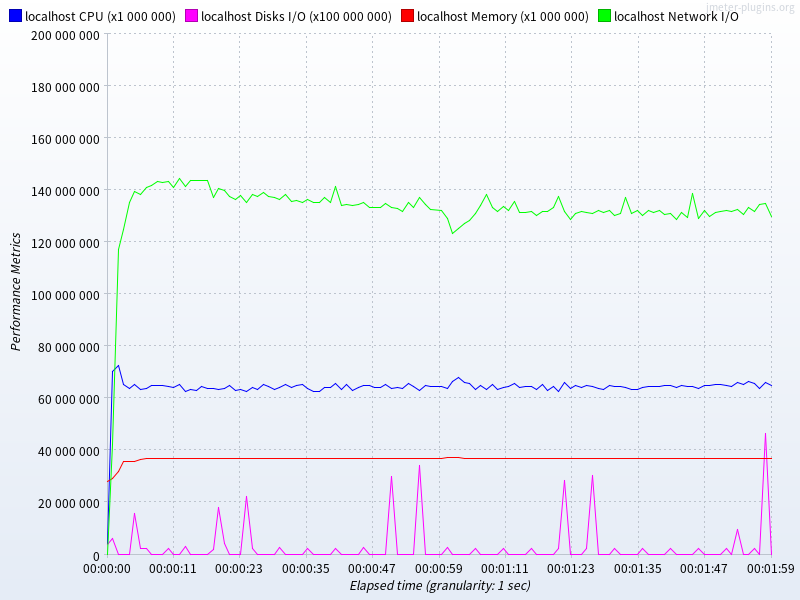 jmeter-plugins.org
localhost CPU (x1 000 000) localhost Disks I/O (x100 000 000) localhost Memory (x1 000 000) localhost Network I/O
200 000 000
180 000 000
160 000 000
140 000 000
120 000 000
100 000 000
80 000 000
60 000 000
40 000 000
20 000 000
0
Performance Metrics
00:00:00 00:00:11 00:00:23 00:00:35 00:00:47 00:00:59 00:01:11 00:01:23 00:01:35 00:01:47 00:01:59
Elapsed time (granularity: 1 sec)